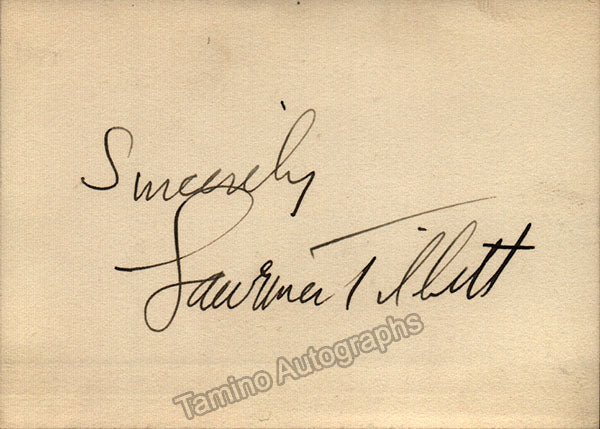 Sincerely
Lawrence Tibbett
Tamino Autographs